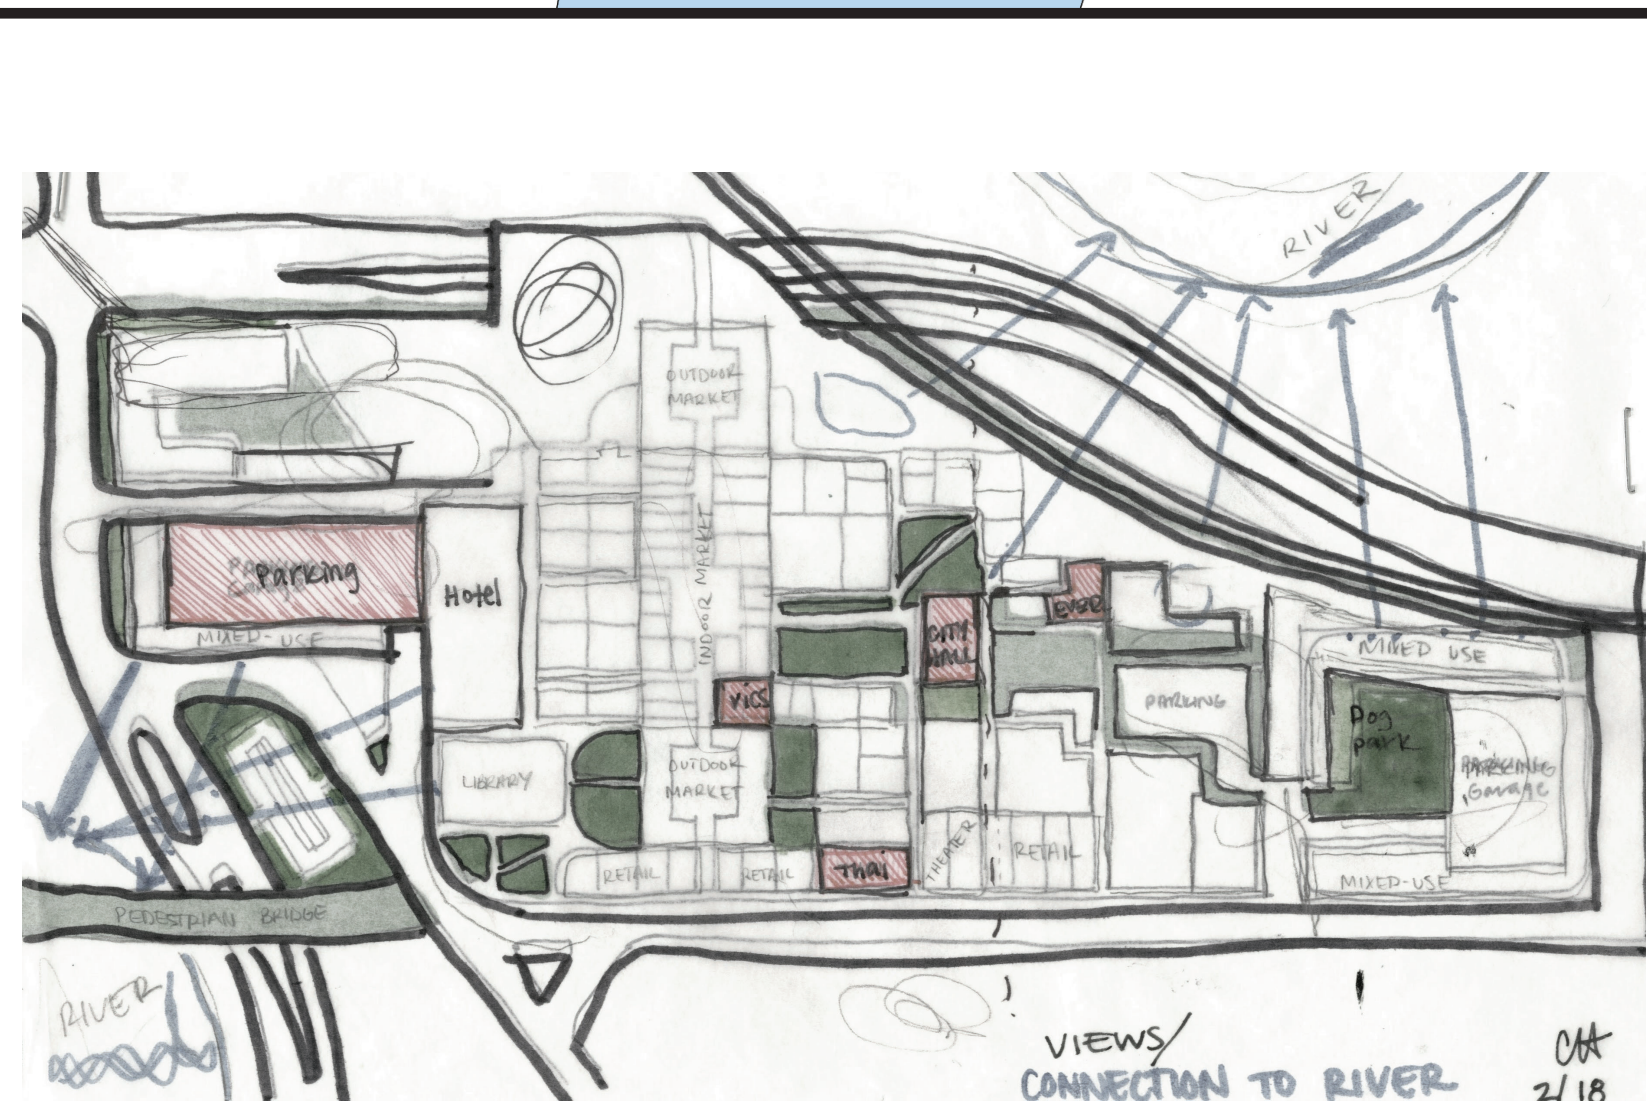 RIVER
OUTDOOR
MARKET
Parking
MIXED-USE
Hotel
INDOOR MARKET
VICS
CITY
HALL
EVER
PARKING
MIXED USE
Dog
park
PARKING
Garage
LIBRARY
OUTDOOR
MARKET
RETAIL
RETAIL
Thai
THEATER
RETAIL
MIXED-USE
PEDESTRIAN BRIDGE
RIVER
VIEWS/
CONNECTION TO RIVER
2/18